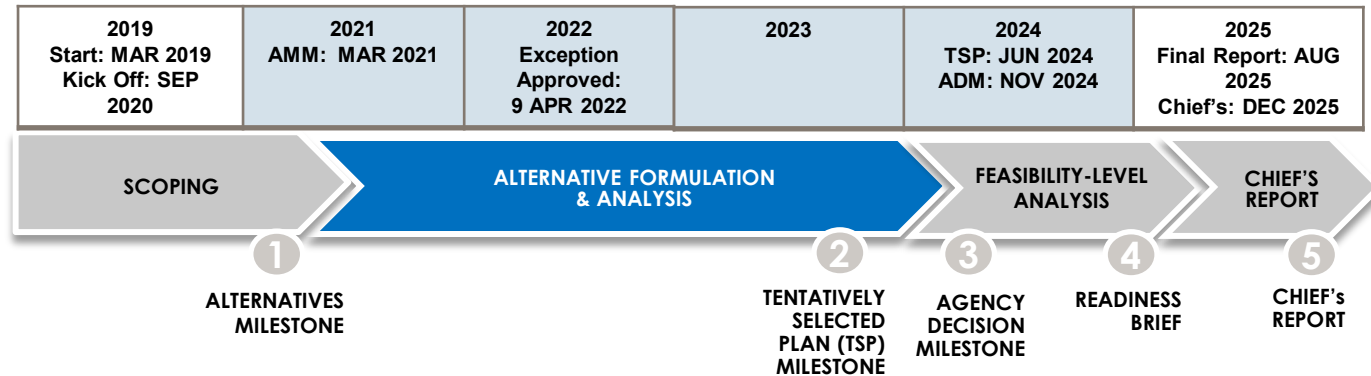 2019
Start: MAR 2019
Kick Off: SEP
2020
2021
AMM: MAR 2021
2022
Exception
Approved:
9 APR 2022
2023
2024
TSP: JUN 2024
ADM: NOV 2024
2025
Final Report: AUG
2025
Chief's: DEC 2025
SCOPING
ALTERNATIVE FORMULATION
& ANALYSIS
FEASIBILITY-LEVEL
ANALYSIS
CHIEF'S
REPORT
1
ALTERNATIVES
MILESTONE
2
TENTATIVELY
SELECTED
PLAN (TSP)
MILESTONE
3
AGENCY
DECISION
MILESTONE
4
READINESS
BRIEF
5
CHIEF's
REPORT